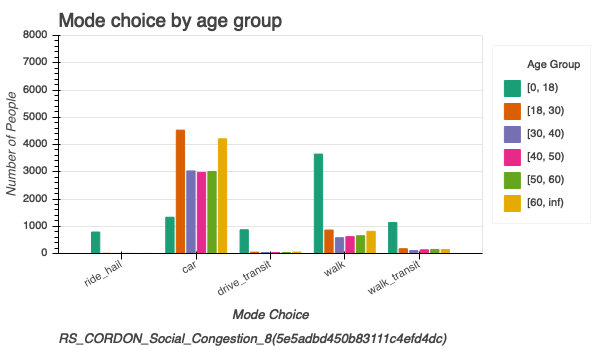 Mode choice by age group
8000
7000
6000
5000
4000
3000
2000
1000
0
Number of People
ride_hail
car
drive_transit
walk
walk_transit
Mode Choice
Age Group
[0, 18)
[18, 30)
[30, 40)
[40, 50)
[50, 60)
[60, inf)
RS_CORDON_Social_Congestion_8(5e5adbd450b83111c4efd4dc)